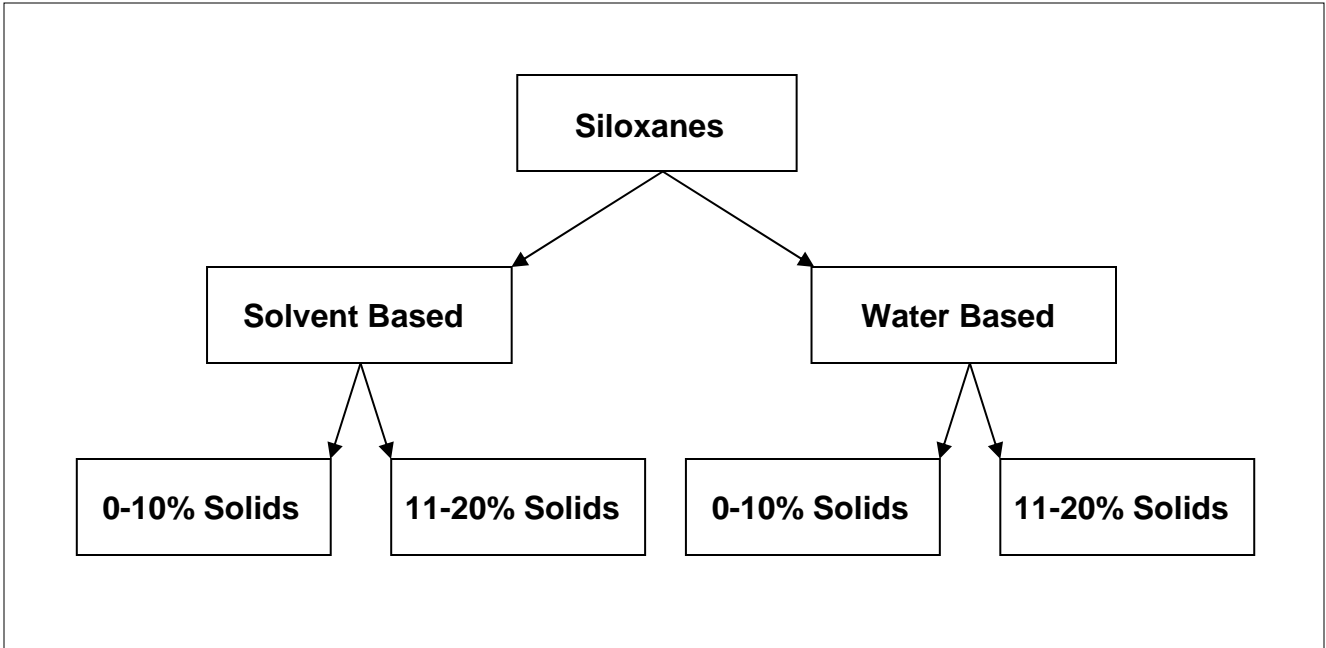 Siloxanes
Solvent Based
Water Based
0-10% Solids
11-20% Solids
0-10% Solids
11-20% Solids